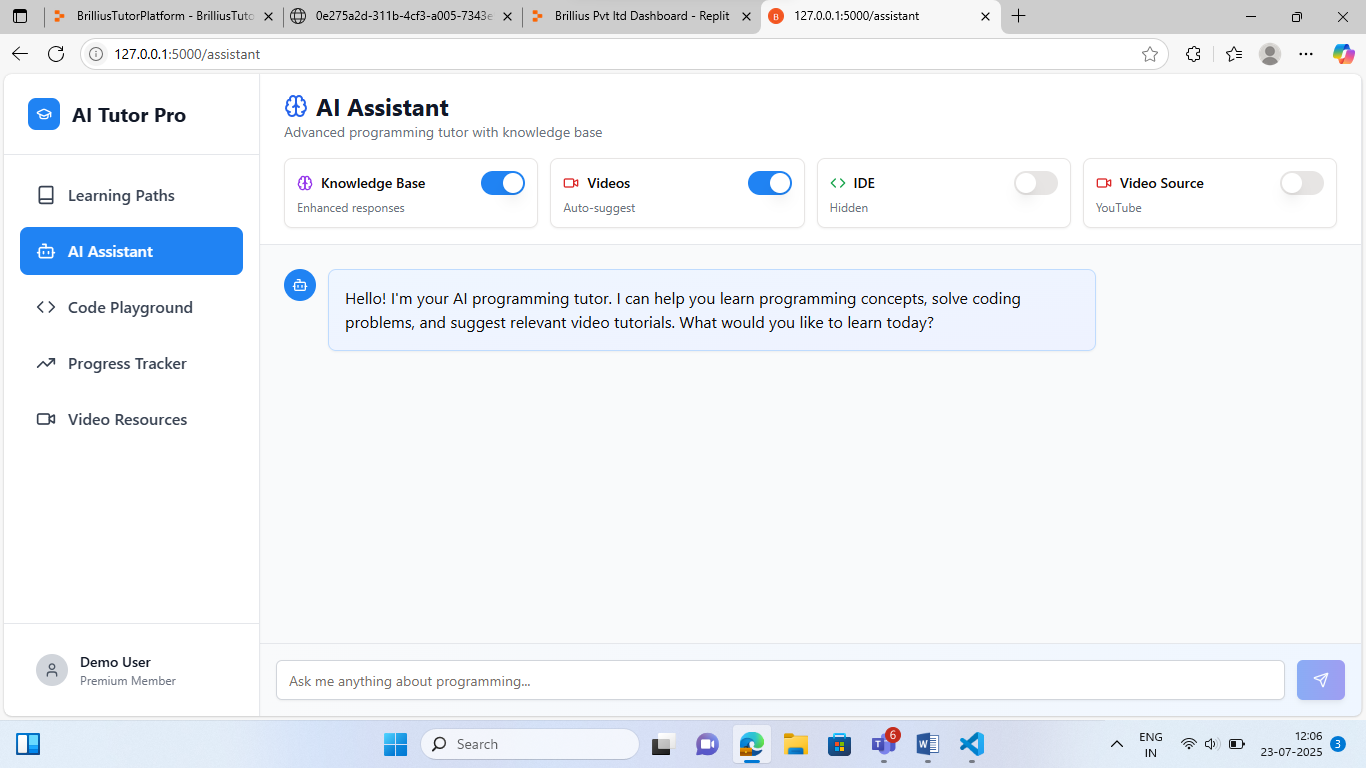 BrilliusTutorPlatform - BrilliusTuto
0e275a2d-311b-4cf3-a005-7343e
Brillius Pvt ltd Dashboard - Replit
B
127.0.0.1:5000/assistant
127.0.0.1:5000/assistant
AI Tutor Pro
Learning Paths
AI Assistant
Code Playground
Progress Tracker
Video Resources
Demo User
Premium Member
AI Assistant
Advanced programming tutor with knowledge base
Knowledge Base
Enhanced responses
Videos
Auto-suggest
IDE
Hidden
Video Source
YouTube
Hello! I'm your AI programming tutor. I can help you learn programming concepts, solve coding
problems, and suggest relevant video tutorials. What would you like to learn today?
Ask me anything about programming...
Search
6
ENG
IN
12:06
23-07-2025
3